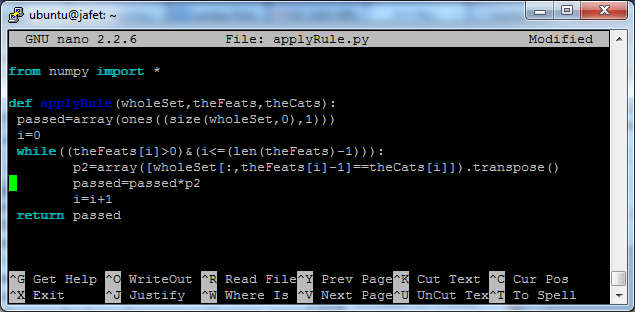 ubuntu@jafet: ~
GNU nano 2.2.6 File: applyRule.py Modified
from numpy import *
def applyRule(wholeSet,theFeats,theCats):
passed=array(ones((size(wholeSet,0),1)))
i=0
while((theFeats[i]>0)&(i<=(len(theFeats)-1))):
p2=array([wholeSet[:,theFeats[i]-1]==theCats[i]]).transpose()
passed=passed*p2
i=i+1
return passed
^G Get Help ^O WriteOut ^R Read File^Y Prev Page^K Cut Text ^C Cur Pos
^X Exit ^J Justify ^W Where Is ^V Next Page^U UnCut Tex^T To Spell